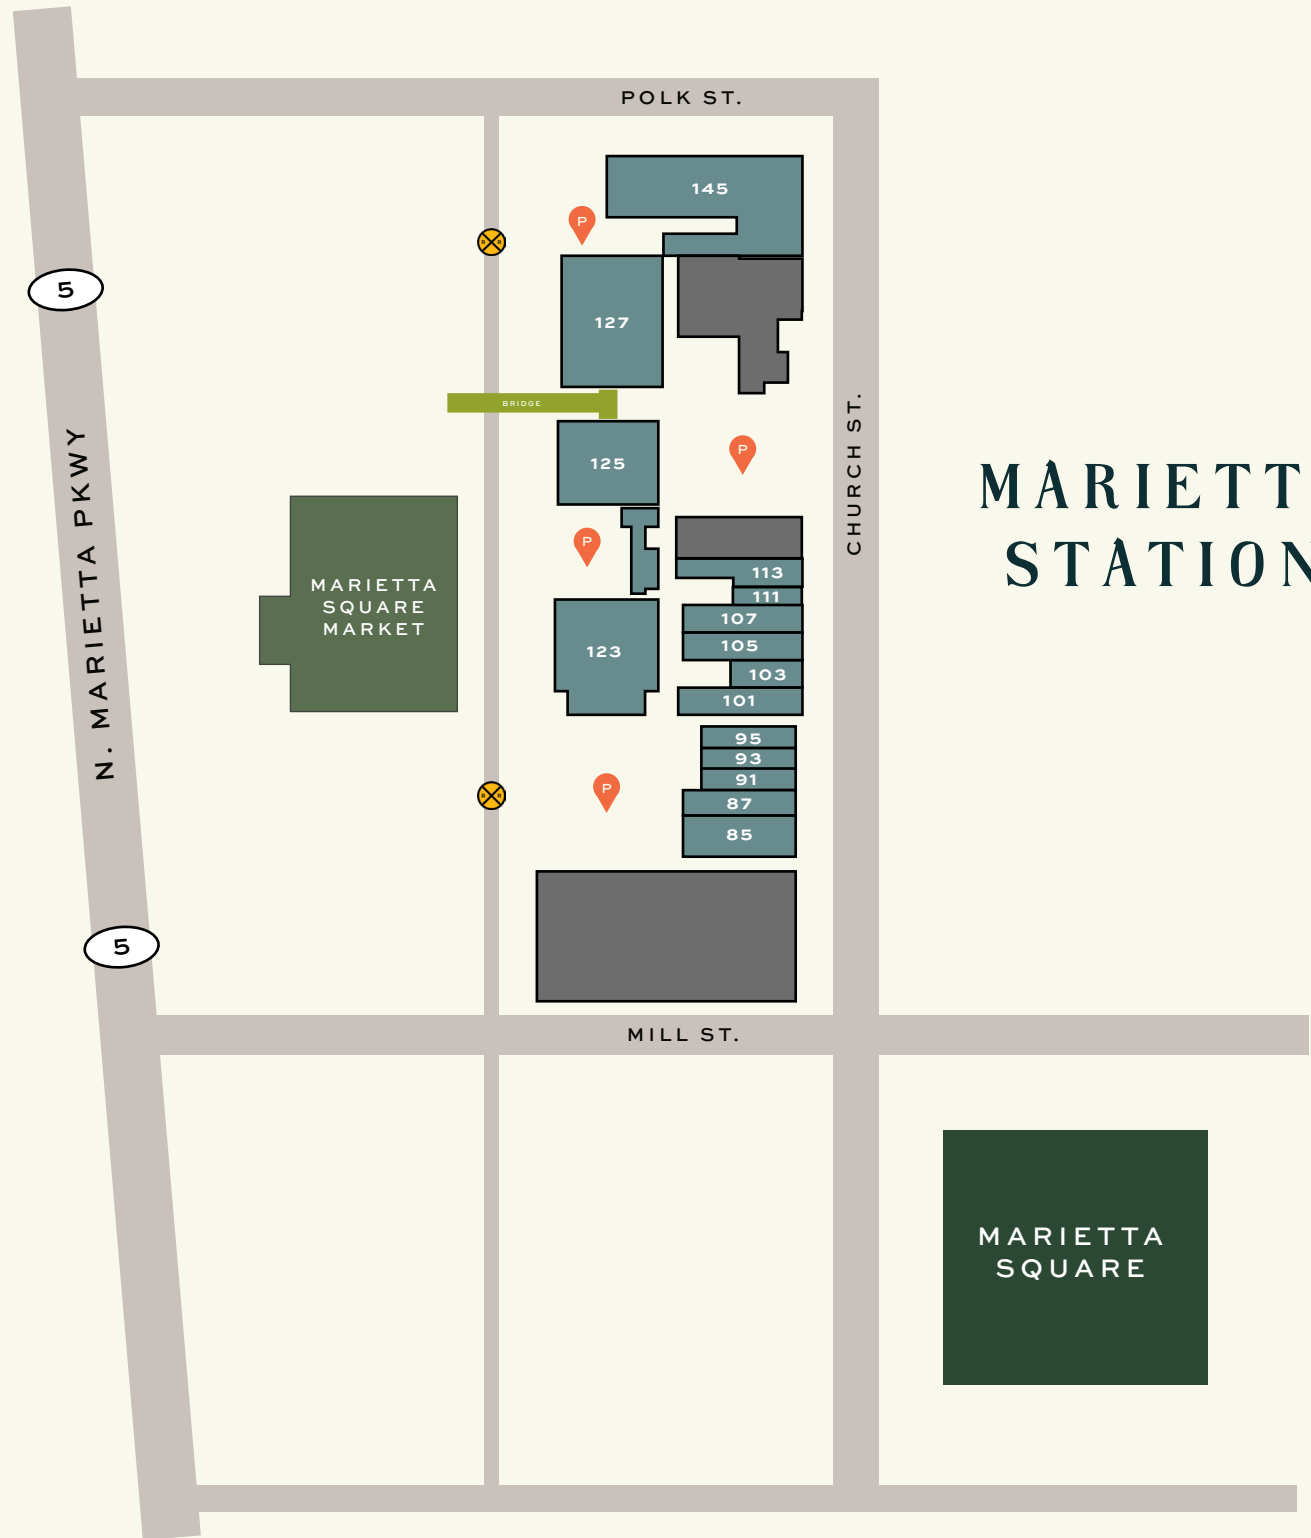 POLK ST.
145
P
R R
5
127
BRIDGE
CHURCH ST.
N. MARIETTA PKWY
P
125
MARIETT
STATION
P
113
MARIETTA
SQUARE
MARKET
111
107
105
123
103
101
95
93
91
P
R R
87
85
5
MILL ST.
MARIETTA
SQUARE